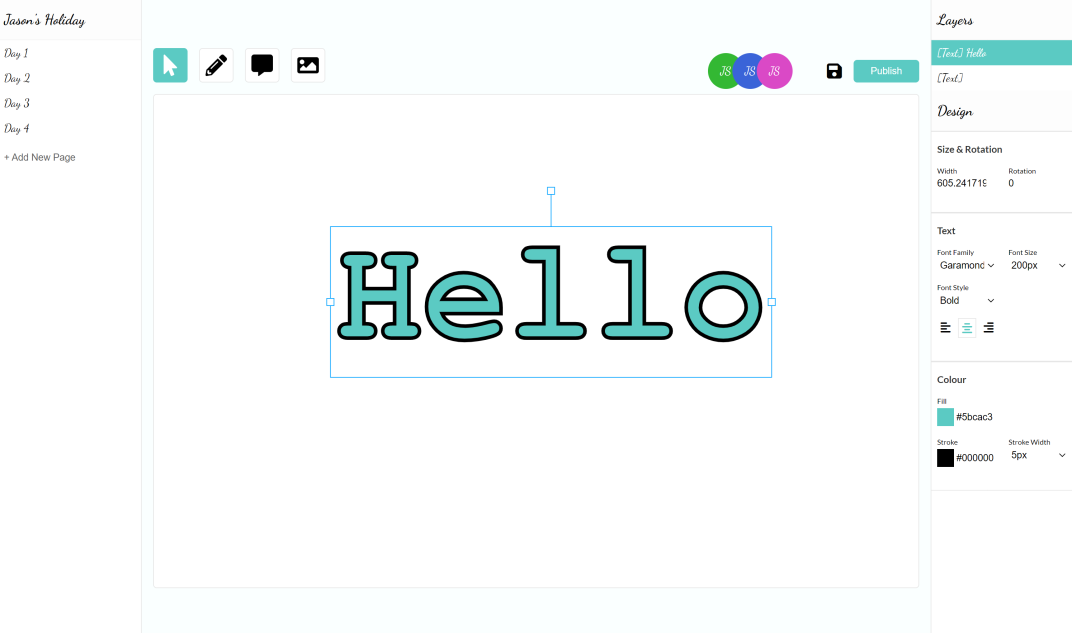 Jason's Holiday
Day 1
Day 2
Day 3
Day 4
+ Add New Page
JS JS JS
Publish
Hello
Layers
[Text] Hello
[Text]
Design
Size & Rotation
Width Rotation
605.241719 0
Text
Font Family Font Size
Garamond 200px
Font Style
Bold
Colour
Fill
#5bcac3
Stroke Stroke Width
#000000 5px